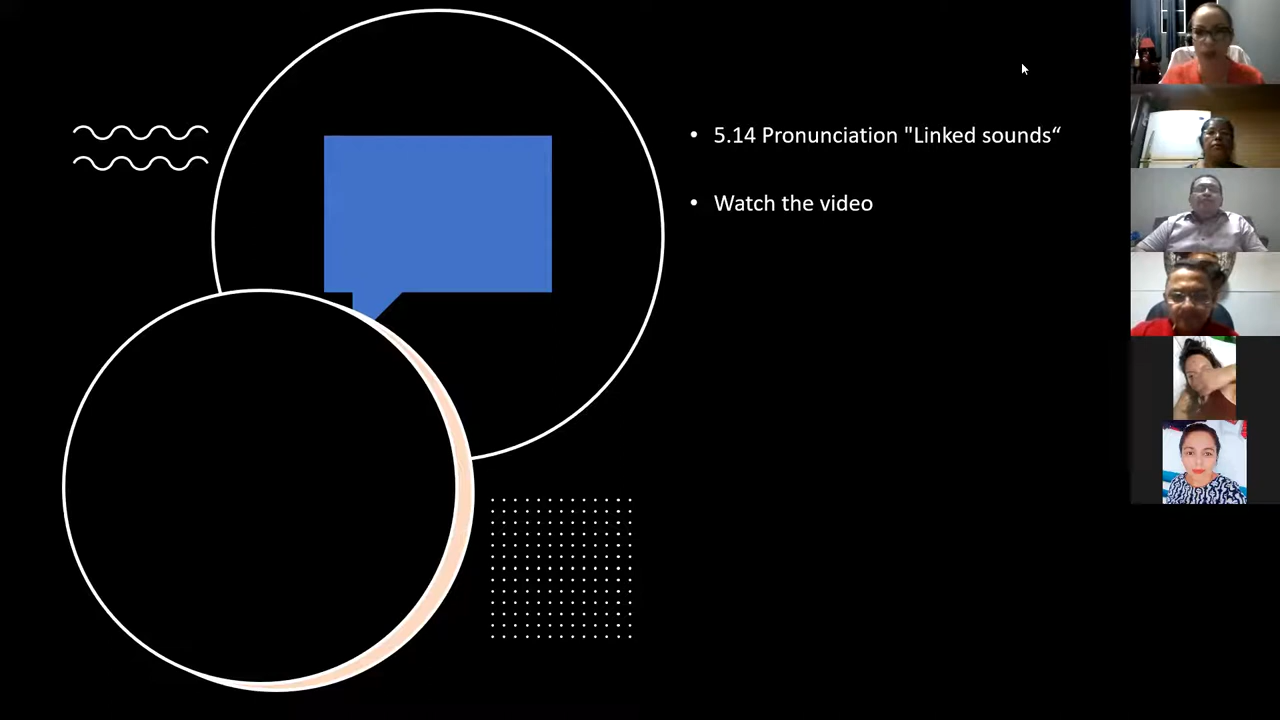 • 5.14 Pronunciation "Linked sounds“
• Watch the video